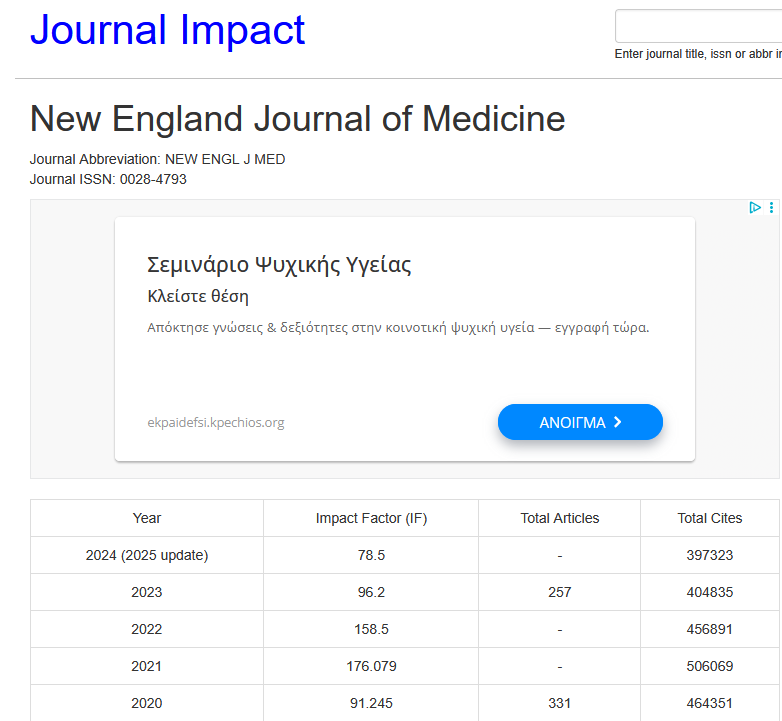 Journal Impact
Enter journal title, issn or abbr
New England Journal of Medicine
Journal Abbreviation: NEW ENGL J MED
Journal ISSN: 0028-4793
Σεμινάριο Ψυχικής Υγείας
Κλείστε θέση
Απόκτησε γνώσεις & δεξιότητες στην κοινοτική ψυχική υγεία — εγγραφή τώρα.
ekpaidefsi.kpechios.org
ΑΝΟΙΓΜΑ
Year Impact Factor (IF) Total Articles Total Cites
2024 (2025 update) 78.5 - 397323
2023 96.2 257 404835
2022 158.5 - 456891
2021 176.079 - 506069
2020 91.245 331 464351